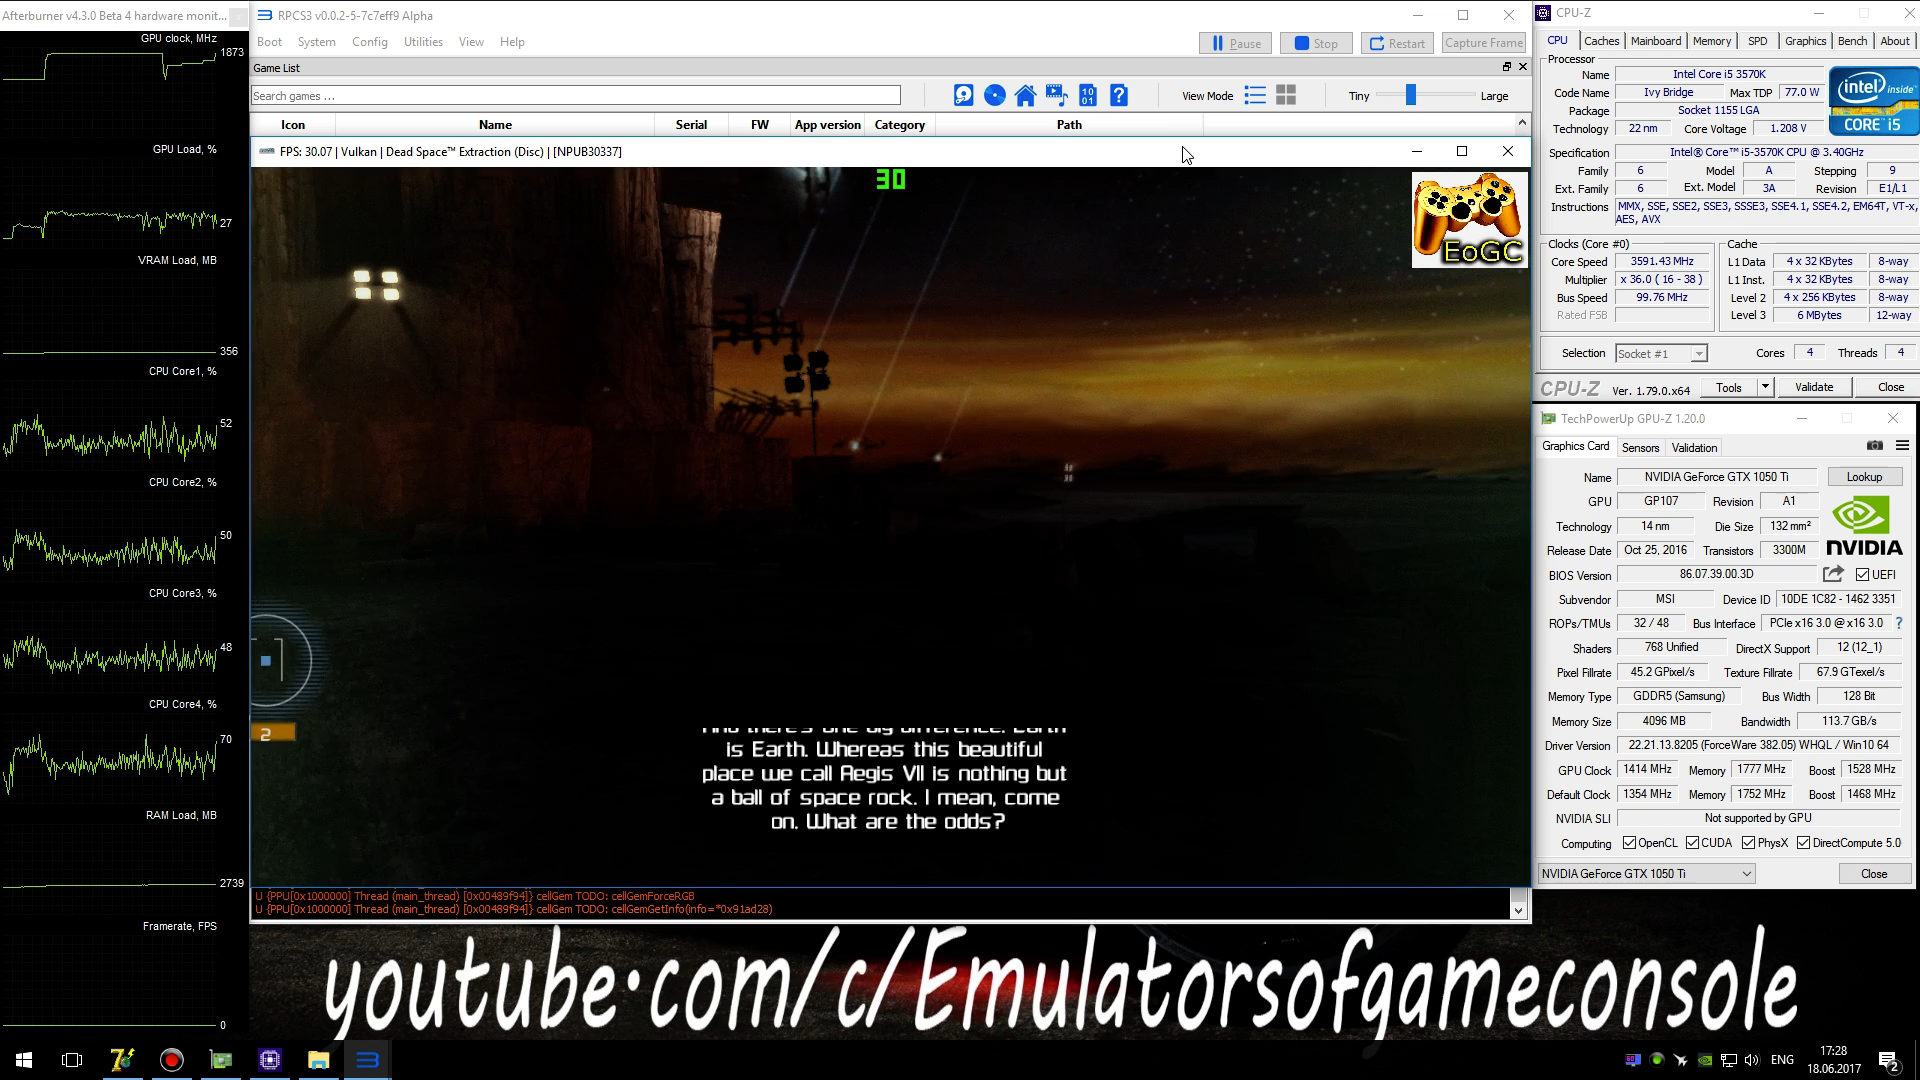 Afterburner v4.3.0 Beta 4 hardware monit...
GPU clock, MHz
1873
GPU Load, %
27
VRAM Load, MB
356
CPU Core1, %
52
CPU Core2, %
50
CPU Core3, %
48
CPU Core4, %
70
RAM Load, MB
2739
Framerate, FPS
0
RPCS3 v0.0.2-5-7c7eff9 Alpha
Boot System Config Utilities View Help
Pause Stop Restart Capture Frame
Game List
Search games ...
View Mode Tiny Large
Icon Name Serial FW App version Category Path
FPS: 30.07 | Vulkan | Dead Space™ Extraction (Disc) | [NPUB30337]
30
EoGC
2
And there's one big difference. Earth
is Earth. Whereas this beautiful
place we call Aegis VII is nothing but
a ball of space rock. I mean, come
on. What are the odds?
U {PPU[0x1000000] Thread (main_thread) [0x00489f94]} cellGem TODO: cellGemForceRGB
U {PPU[0x1000000] Thread (main_thread) [0x00489f94]} cellGem TODO: cellGemGetInfo(info=*0x91ad28)
youtube.com/c/Emulatorsofgameconsole
CPU-Z
CPU Caches Mainboard Memory SPD Graphics Bench About
Processor
Name Intel Core i5 3570K
Code Name Ivy Bridge Max TDP 77.0 W
Package Socket 1155 LGA
Technology 22 nm Core Voltage 1.208 V
intel inside
CORE i5
Specification Intel® Core™ i5-3570K CPU @ 3.40GHz
Family 6 Model A Stepping 9
Ext. Family 6 Ext. Model 3A Revision E1/L1
Instructions MMX, SSE, SSE2, SSE3, SSSE3, SSE4.1, SSE4.2, EM64T, VT-x,
AES, AVX
Clocks (Core #0) Cache
Core Speed 3591.43 MHz L1 Data 4 x 32 KBytes 8-way
Multiplier x 36.0 ( 16 - 38 ) L1 Inst. 4 x 32 KBytes 8-way
Bus Speed 99.76 MHz Level 2 4 x 256 KBytes 8-way
Rated FSB Level 3 6 MBytes 12-way
Selection Socket #1 Cores 4 Threads 4
CPU-Z Ver. 1.79.0.x64 Tools Validate Close
TechPowerUp GPU-Z 1.20.0
Graphics Card Sensors Validation
Name NVIDIA GeForce GTX 1050 Ti Lookup
GPU GP107 Revision A1
Technology 14 nm Die Size 132 mm²
Release Date Oct 25, 2016 Transistors 3300M
NVIDIA
BIOS Version 86.07.39.00.3D UEFI
Subvendor MSI Device ID 10DE 1C82 - 1462 3351
ROPs/TMUs 32 / 48 Bus Interface PCIe x16 3.0 @ x16 3.0 ?
Shaders 768 Unified DirectX Support 12 (12_1)
Pixel Fillrate 45.2 GPixel/s Texture Fillrate 67.9 GTexel/s
Memory Type GDDR5 (Samsung) Bus Width 128 Bit
Memory Size 4096 MB Bandwidth 113.7 GB/s
Driver Version 22.21.13.8205 (ForceWare 382.05) WHQL / Win10 64
GPU Clock 1414 MHz Memory 1777 MHz Boost 1528 MHz
Default Clock 1354 MHz Memory 1752 MHz Boost 1468 MHz
NVIDIA SLI Not supported by GPU
Computing OpenCL CUDA PhysX DirectCompute 5.0
NVIDIA GeForce GTX 1050 Ti Close
ENG
17:28
18.06.2017
2